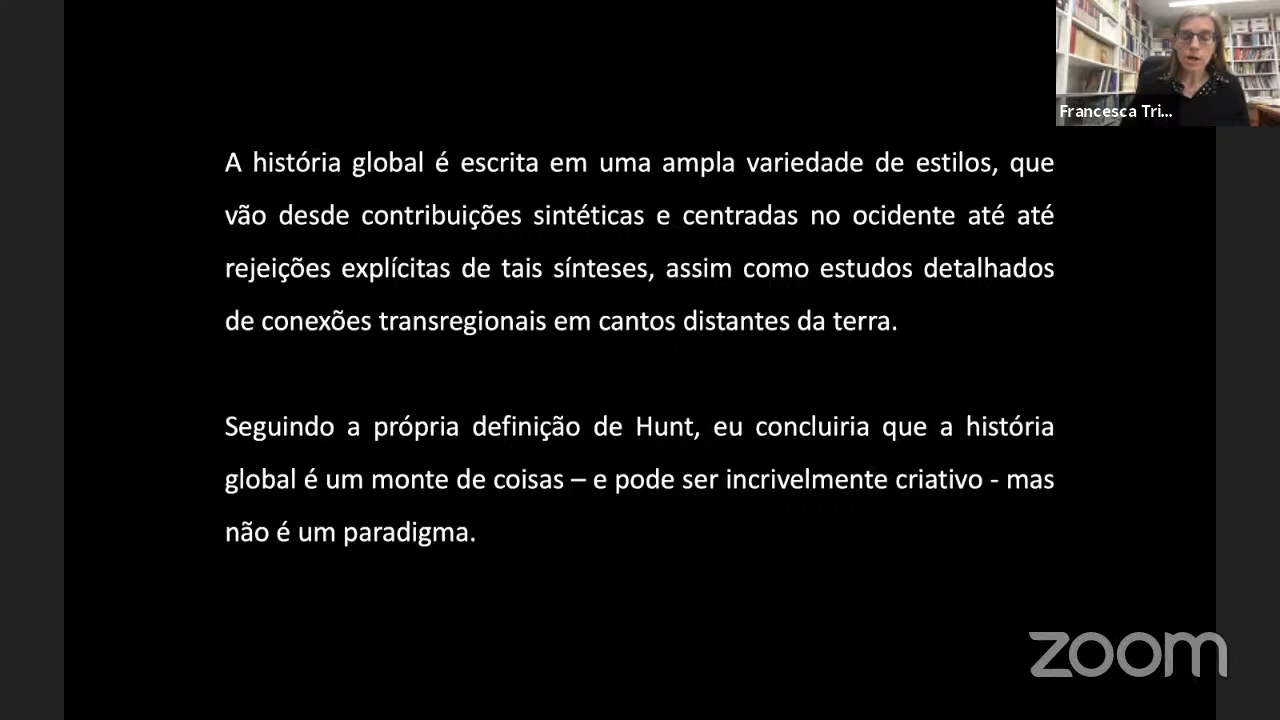 Francesca Tri...
A história global é escrita em uma ampla variedade de estilos, que
vão desde contribuições sintéticas e centradas no ocidente até até
rejeições explícitas de tais sínteses, assim como estudos detalhados
de conexões transregionais em cantos distantes da terra.
Seguindo a própria definição de Hunt, eu concluiria que a história
global é um monte de coisas – e pode ser incrivelmente criativo - mas
não é um paradigma.
zoom